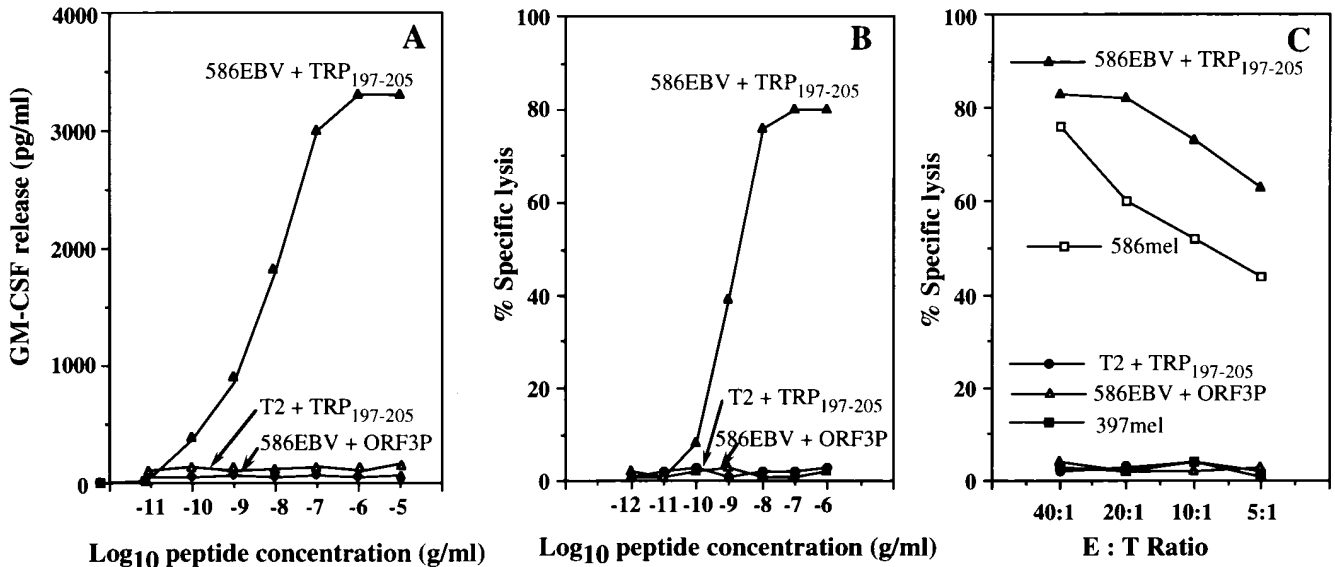 A
GM-CSF release (pg/ml)
4000
3000
2000
1000
0
586EBV + TRP197-205
T2 + TRP197-205
586EBV + ORF3P
-11 -10 -9 -8 -7 -6 -5
Log10 peptide concentration (g/ml)
B
% Specific lysis
100
80
60
40
20
0
586EBV + TRP197-205
T2 + TRP197-205
586EBV + ORF3P
-12 -11 -10 -9 -8 -7 -6
Log10 peptide concentration (g/ml)
C
% Specific lysis
100
80
60
40
20
0
586EBV + TRP197-205
586mel
T2 + TRP197-205
586EBV + ORF3P
397mel
40:1 20:1 10:1 5:1
E : T Ratio